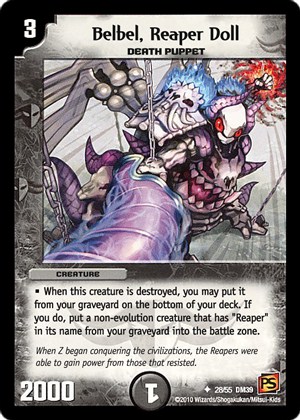 3
Belbel, Reaper Doll
DEATH PUPPET
CREATURE
▪ When this creature is destroyed, you may put it
from your graveyard on the bottom of your deck. If
you do, put a non-evolution creature that has "Reaper"
in its name from your graveyard into the battle zone.
When Z began conquering the civilizations, the Reapers were
able to gain power from those that resisted.
2000
1
28/55 DM39
©2010 Wizards/Shogakukan/Mitsui-Kids
PS